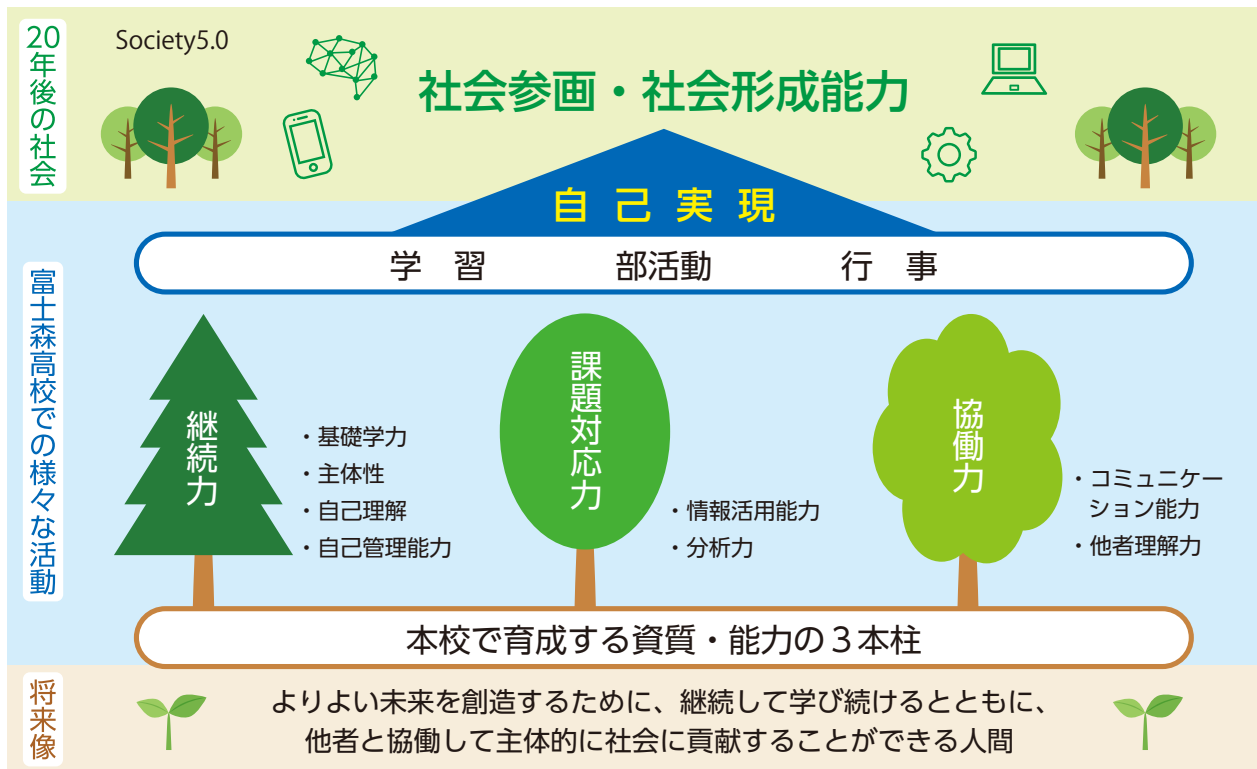 20年後の社会
Society5.0
社会参画・社会形成能力
自己実現
学習　部活動　行事
富士森高校での様々な活動
継続力
・基礎学力
・主体性
・自己理解
・自己管理能力
課題対応力
・情報活用能力
・分析力
協働力
・コミュニケー
ション能力
・他者理解力
本校で育成する資質・能力の３本柱
将来像
よりよい未来を創造するために、継続して学び続けるとともに、
他者と協働して主体的に社会に貢献することができる人間